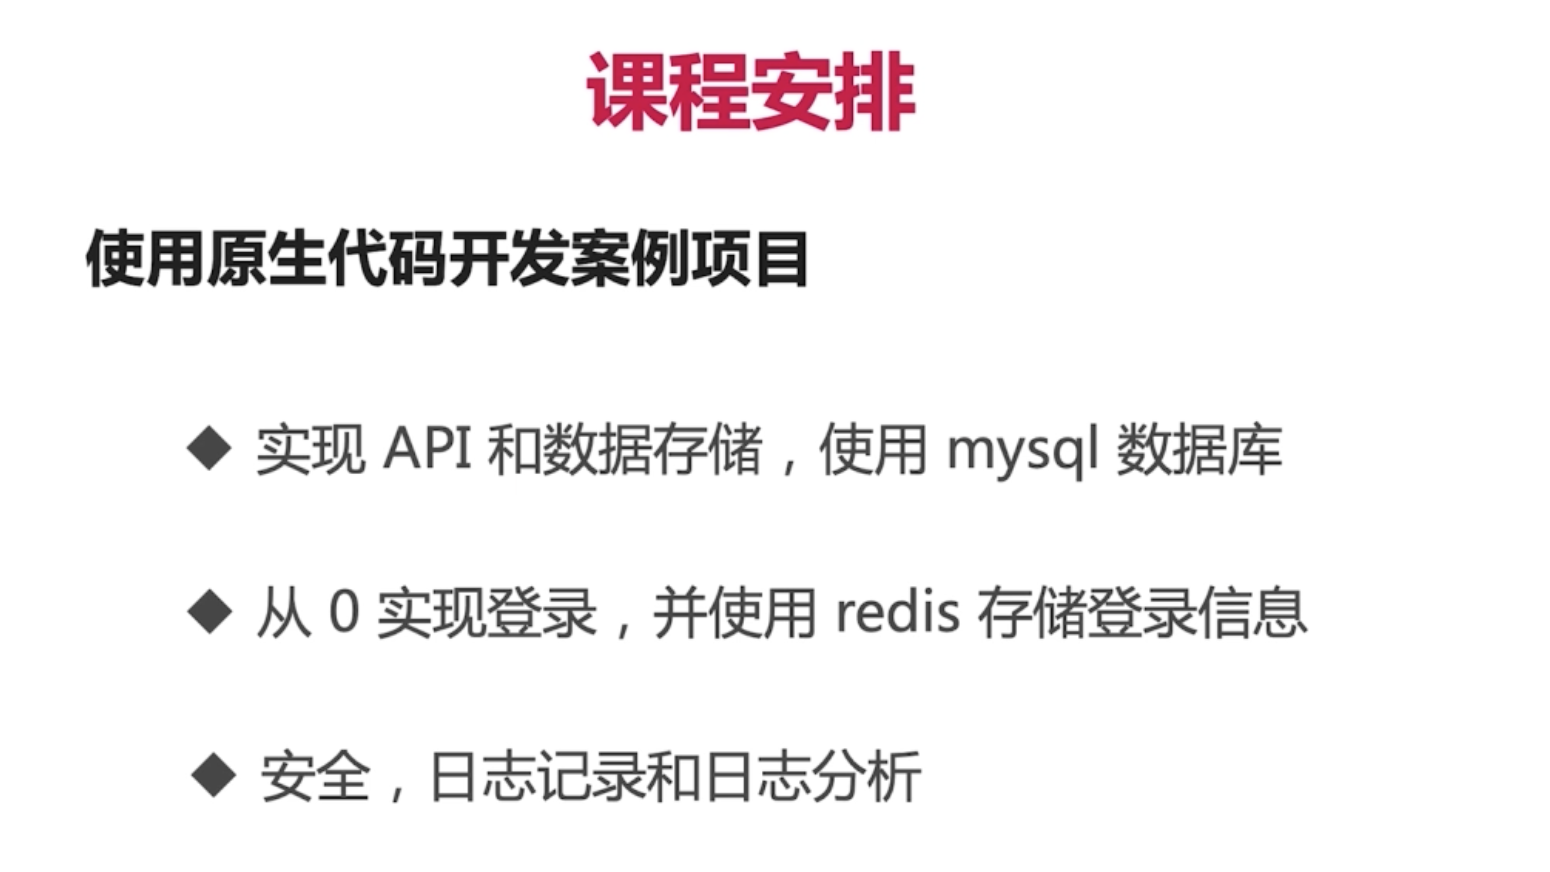 课程安排
使用原生代码开发案例项目
◆ 实现 API 和数据存储，使用 mysql 数据库
◆ 从 0 实现登录，并使用 redis 存储登录信息
◆ 安全，日志记录和日志分析